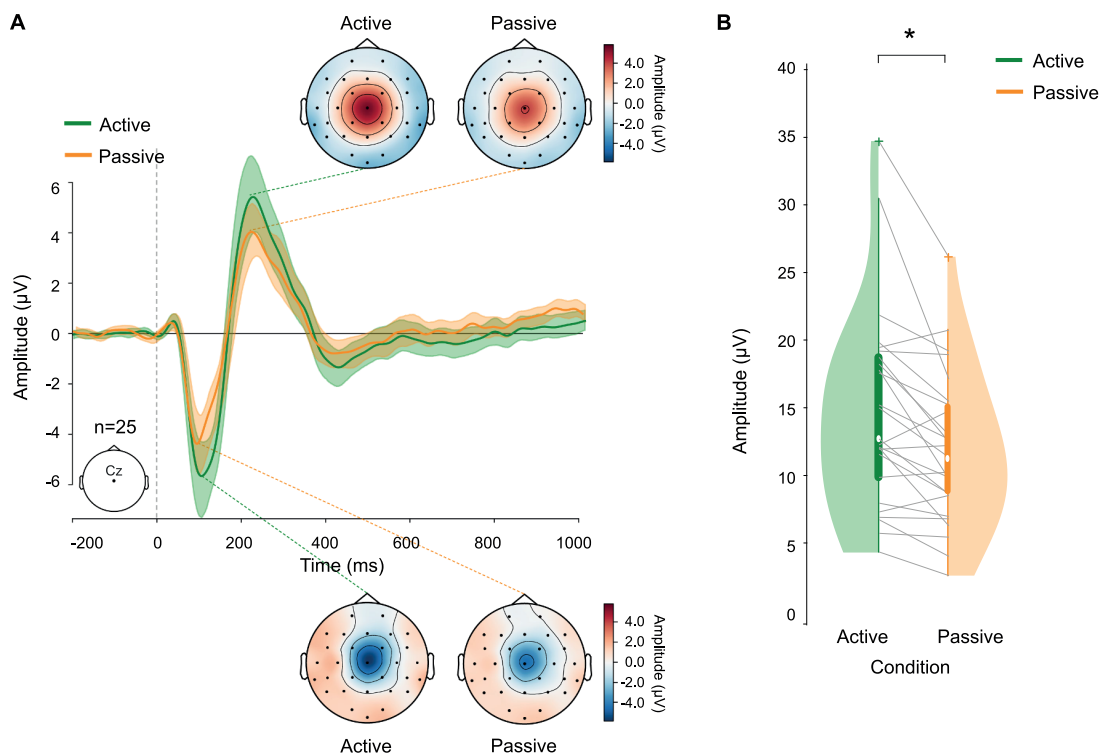 A
Active
Passive
4.0
2.0
0.0
-2.0
-4.0
Amplitude (µV)
Active
Passive
6
4
2
0
-2
-4
-6
Amplitude (µV)
n=25
Cz
-200
0
200
400
600
800
1000
Time (ms)
4.0
2.0
0.0
-2.0
-4.0
Amplitude (µV)
Active
Passive
B
*
Active
Passive
40
35
30
25
20
15
10
5
0
Amplitude (µV)
Active
Passive
Condition